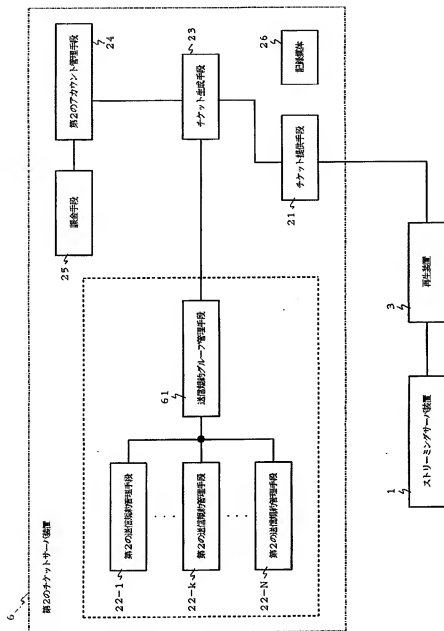 6
第2のチケットサーバ装置
課金手段
25
第2のアカウント管理手段
24
チケット生成手段
23
記録媒体
26
チケット提供手段
21
送信規約グループ管理手段
61
第2の送信規約管理手段
22-1
第2の送信規約管理手段
22-k
第2の送信規約管理手段
22-N
再生装置
3
ストリーミングサーバ装置
1